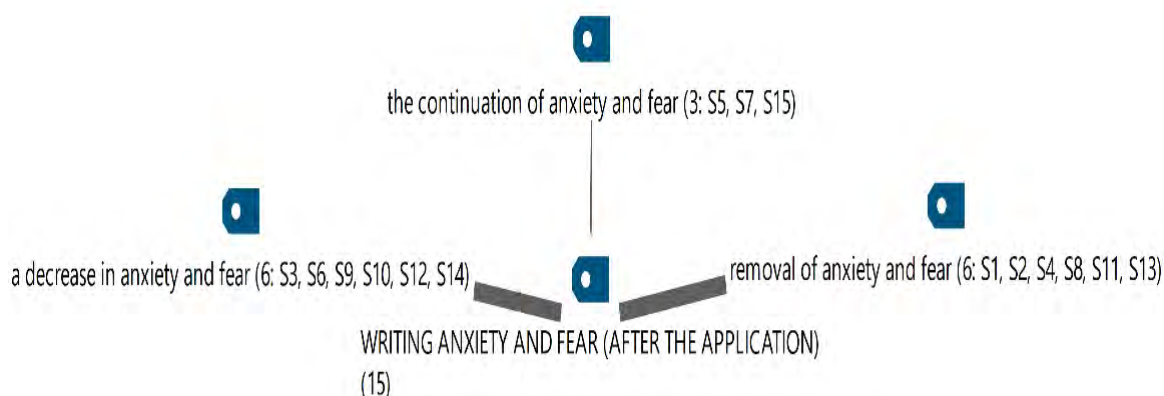 the continuation of anxiety and fear (3: S5, S7, S15)
a decrease in anxiety and fear (6: S3, S6, S9, S10, S12, S14)
removal of anxiety and fear (6: S1, S2, S4, S8, S11, S13)
WRITING ANXIETY AND FEAR (AFTER THE APPLICATION)
(15)